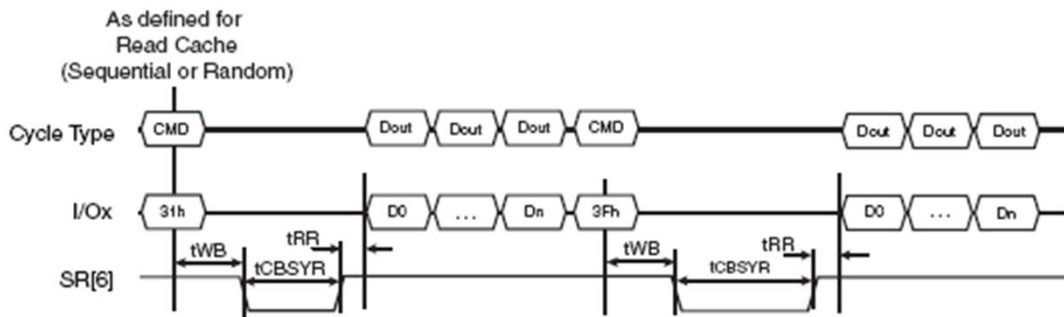 As defined for
Read Cache
(Sequential or Random)
Cycle Type CMD Dout Dout Dout CMD Dout Dout Dout
I/Ox 31h D0 ... Dn 3Fh D0 ... Dn
tWB tRR tWB tRR
SR[6] tCBSYR tCBSYR